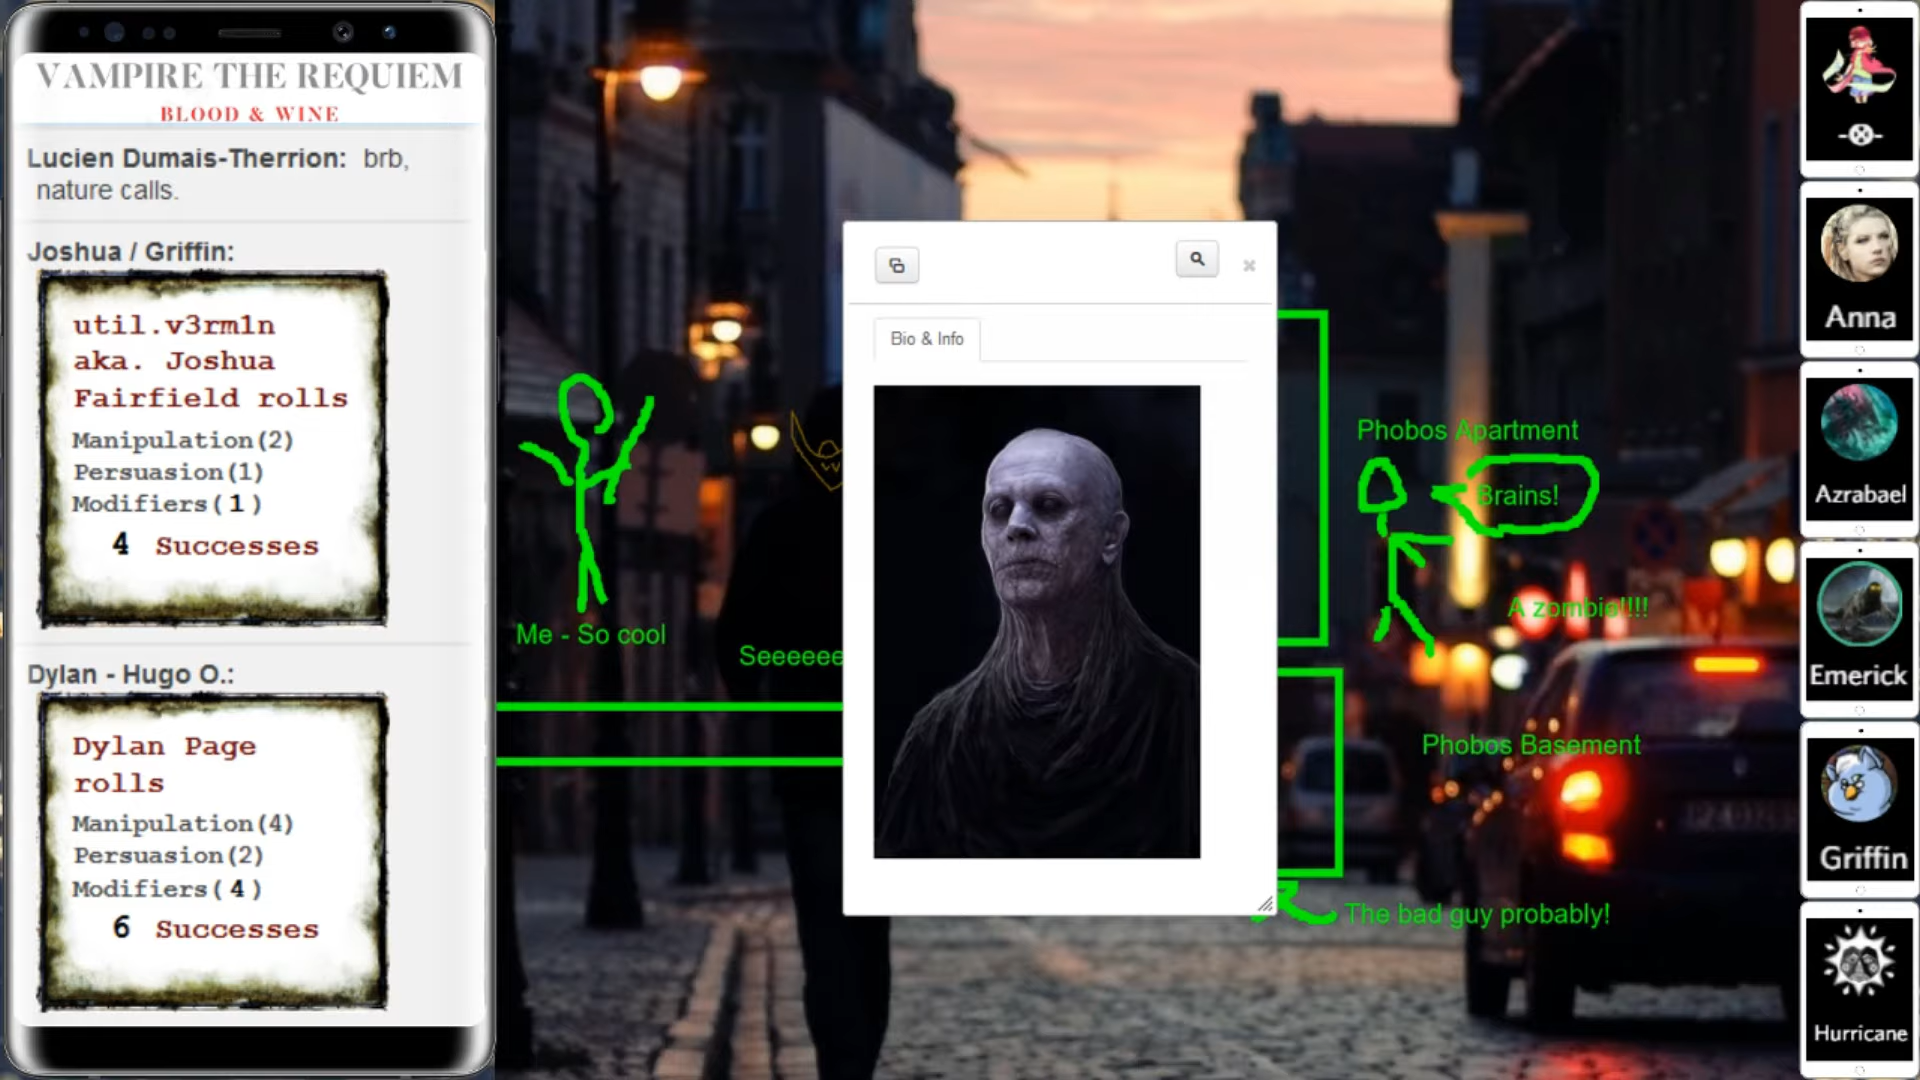 VAMPIRE THE REQUIEM
BLOOD & WINE
Lucien Dumais-Therrion: brb,
nature calls.
Joshua / Griffin:
util.v3rm1n
aka. Joshua
Fairfield rolls
Manipulation(2)
Persuasion(1)
Modifiers( 1 )
4 Successes
Dylan - Hugo O.:
Dylan Page
rolls
Manipulation(4)
Persuasion(2)
Modifiers( 4 )
6 Successes
Me - So cool
Seeeeee
Bio & Info
Phobos Apartment
Brains!
A zombie!!!!
Phobos Basement
The bad guy probably!
Anna
Azrabael
Emerick
Griffin
Hurricane